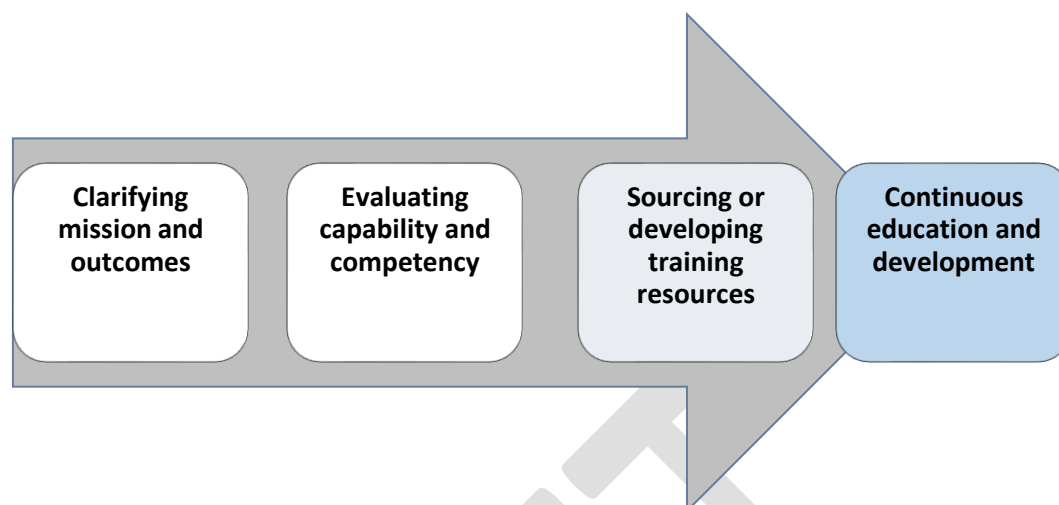 Clarifying
mission and
outcomes
Evaluating
capability and
competency
Sourcing or
developing
training
resources
Continuous
education and
development